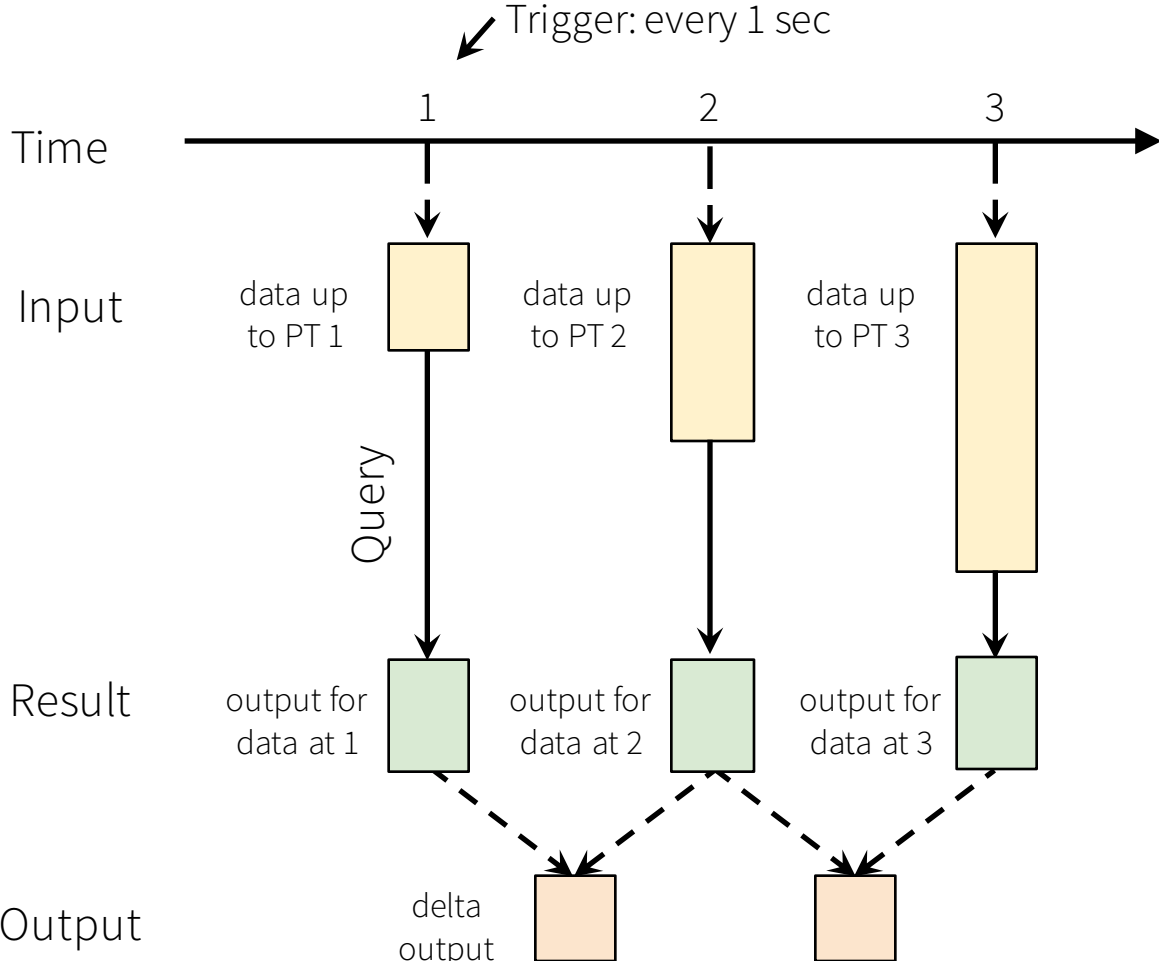 Trigger: every 1 sec
1
2
3
Time
Input
data up
to PT 1
data up
to PT 2
data up
to PT 3
Query
Result
output for
data at 1
output for
data at 2
output for
data at 3
Output
delta
output